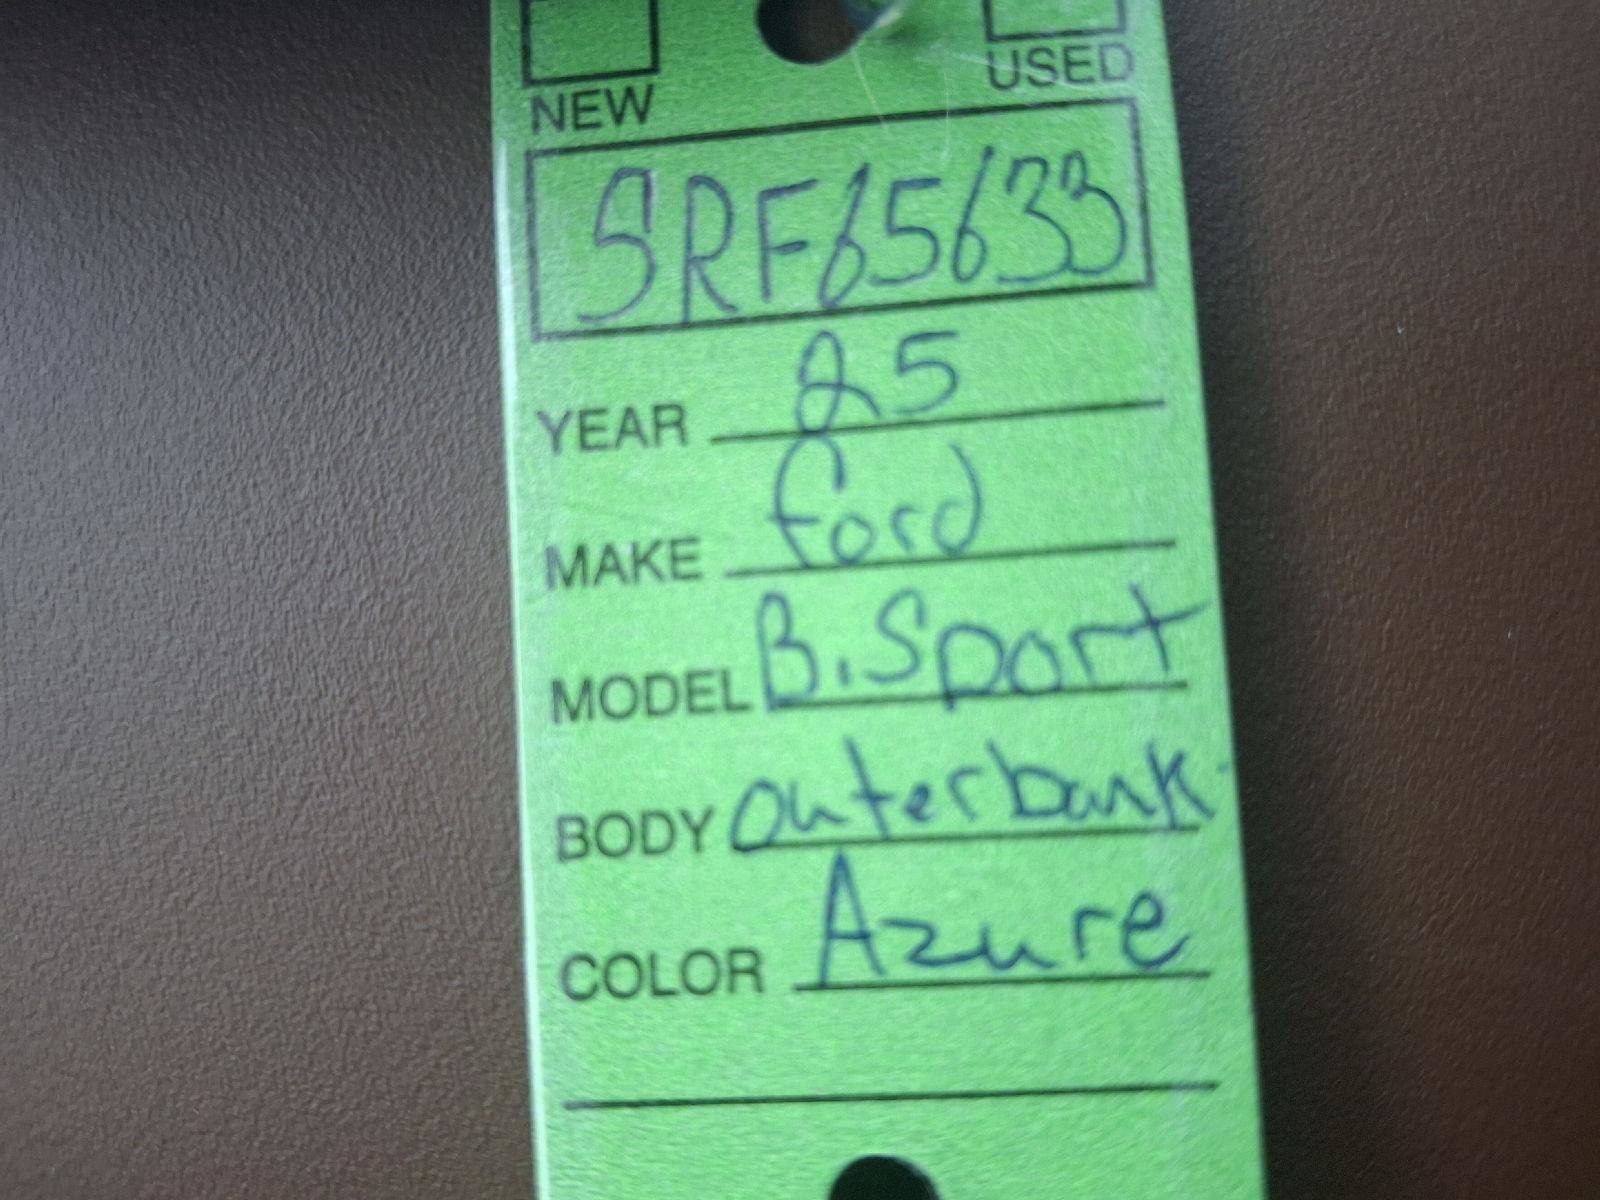 NEW USED
SRF65633
YEAR 25
MAKE Ford
MODEL B. Sport
BODY Outerbank
COLOR Azure